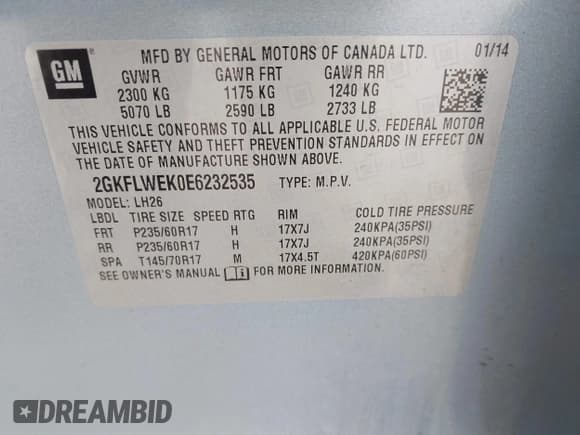 GM
MFD BY GENERAL MOTORS OF CANADA LTD. 01/14
GVWR GAWR FRT GAWR RR
2300 KG 1175 KG 1240 KG
5070 LB 2590 LB 2733 LB
THIS VEHICLE CONFORMS TO ALL APPLICABLE U.S. FEDERAL MOTOR
VEHICLE SAFETY AND THEFT PREVENTION STANDARDS IN EFFECT ON
THE DATE OF MANUFACTURE SHOWN ABOVE.
2GKFLWEK0E6232535 TYPE: M.P.V.
MODEL: LH26
LBDL TIRE SIZE SPEED RTG RIM COLD TIRE PRESSURE
FRT P235/60R17 H 17X7J 240KPA(35PSI)
RR P235/60R17 H 17X7J 240KPA(35PSI)
SPA T145/70R17 M 17X4.5T 420KPA(60PSI)
SEE OWNER'S MANUAL FOR MORE INFORMATION
DREAMBID